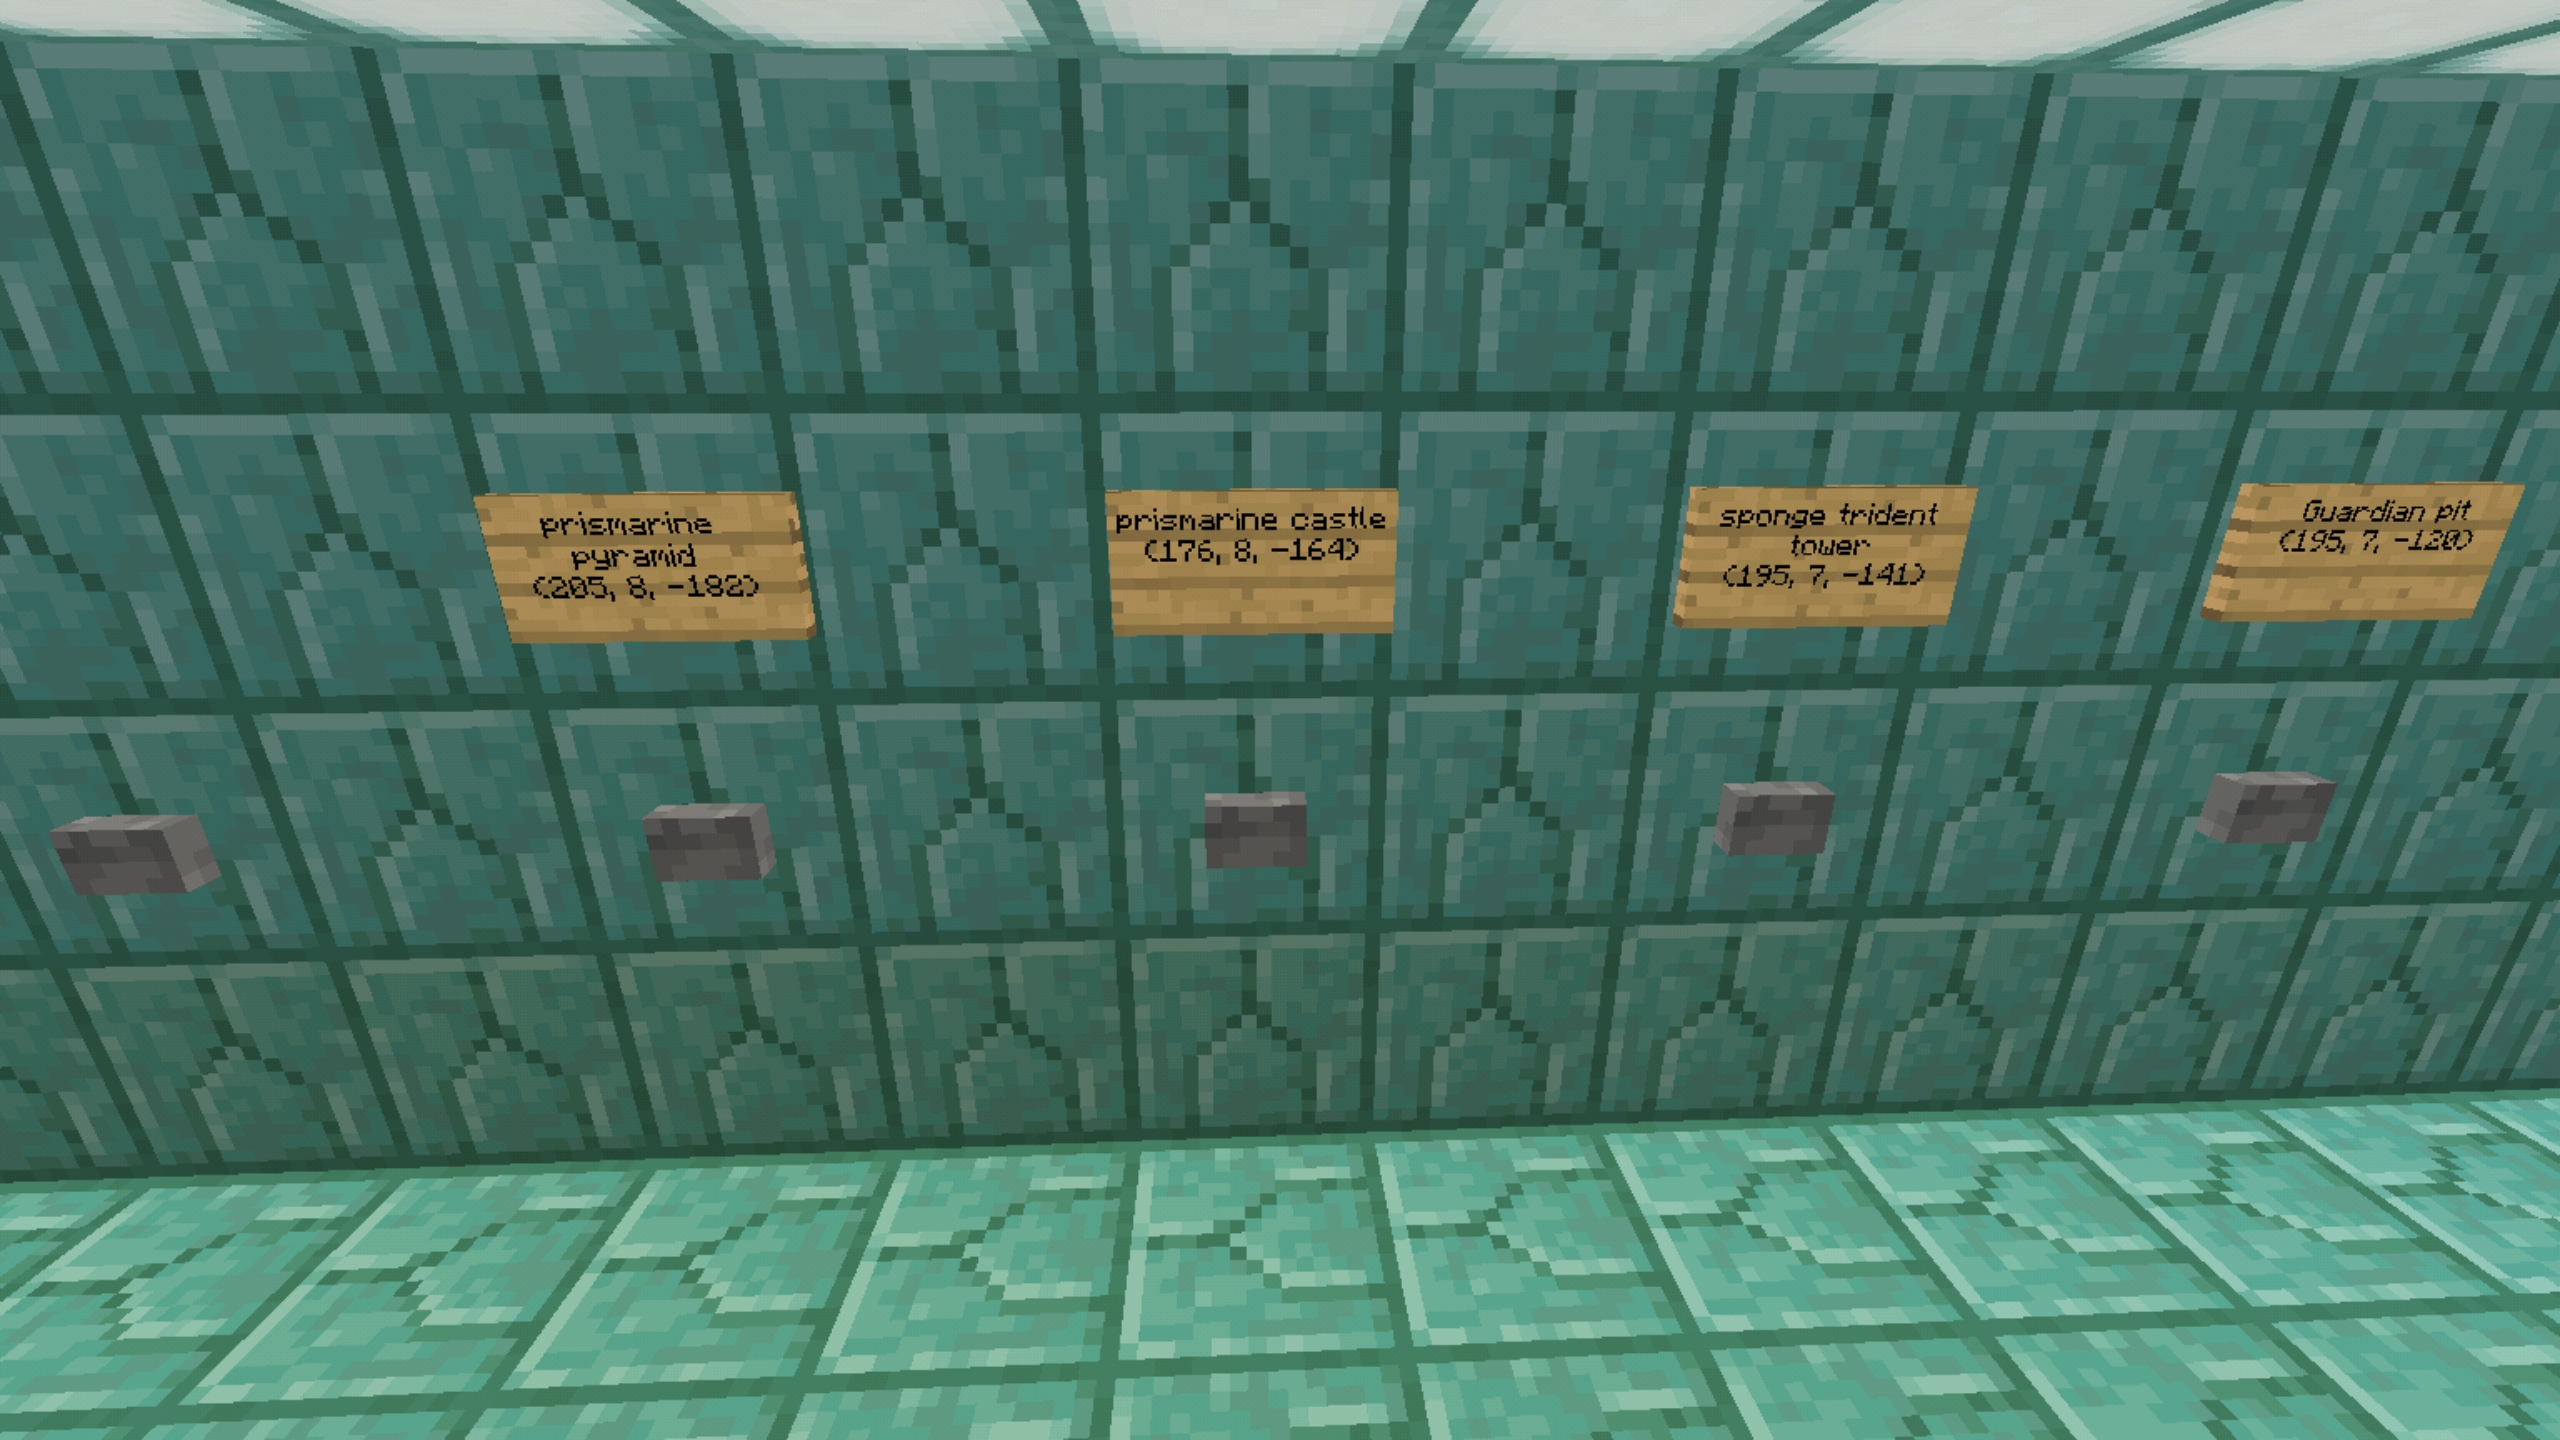 prismarine
pyramid
(205, 8, -182)
prismarine castle
(176, 8, -164)
sponge trident
tower
(195, 7, -141)
Guardian pit
(195, 7, -120)